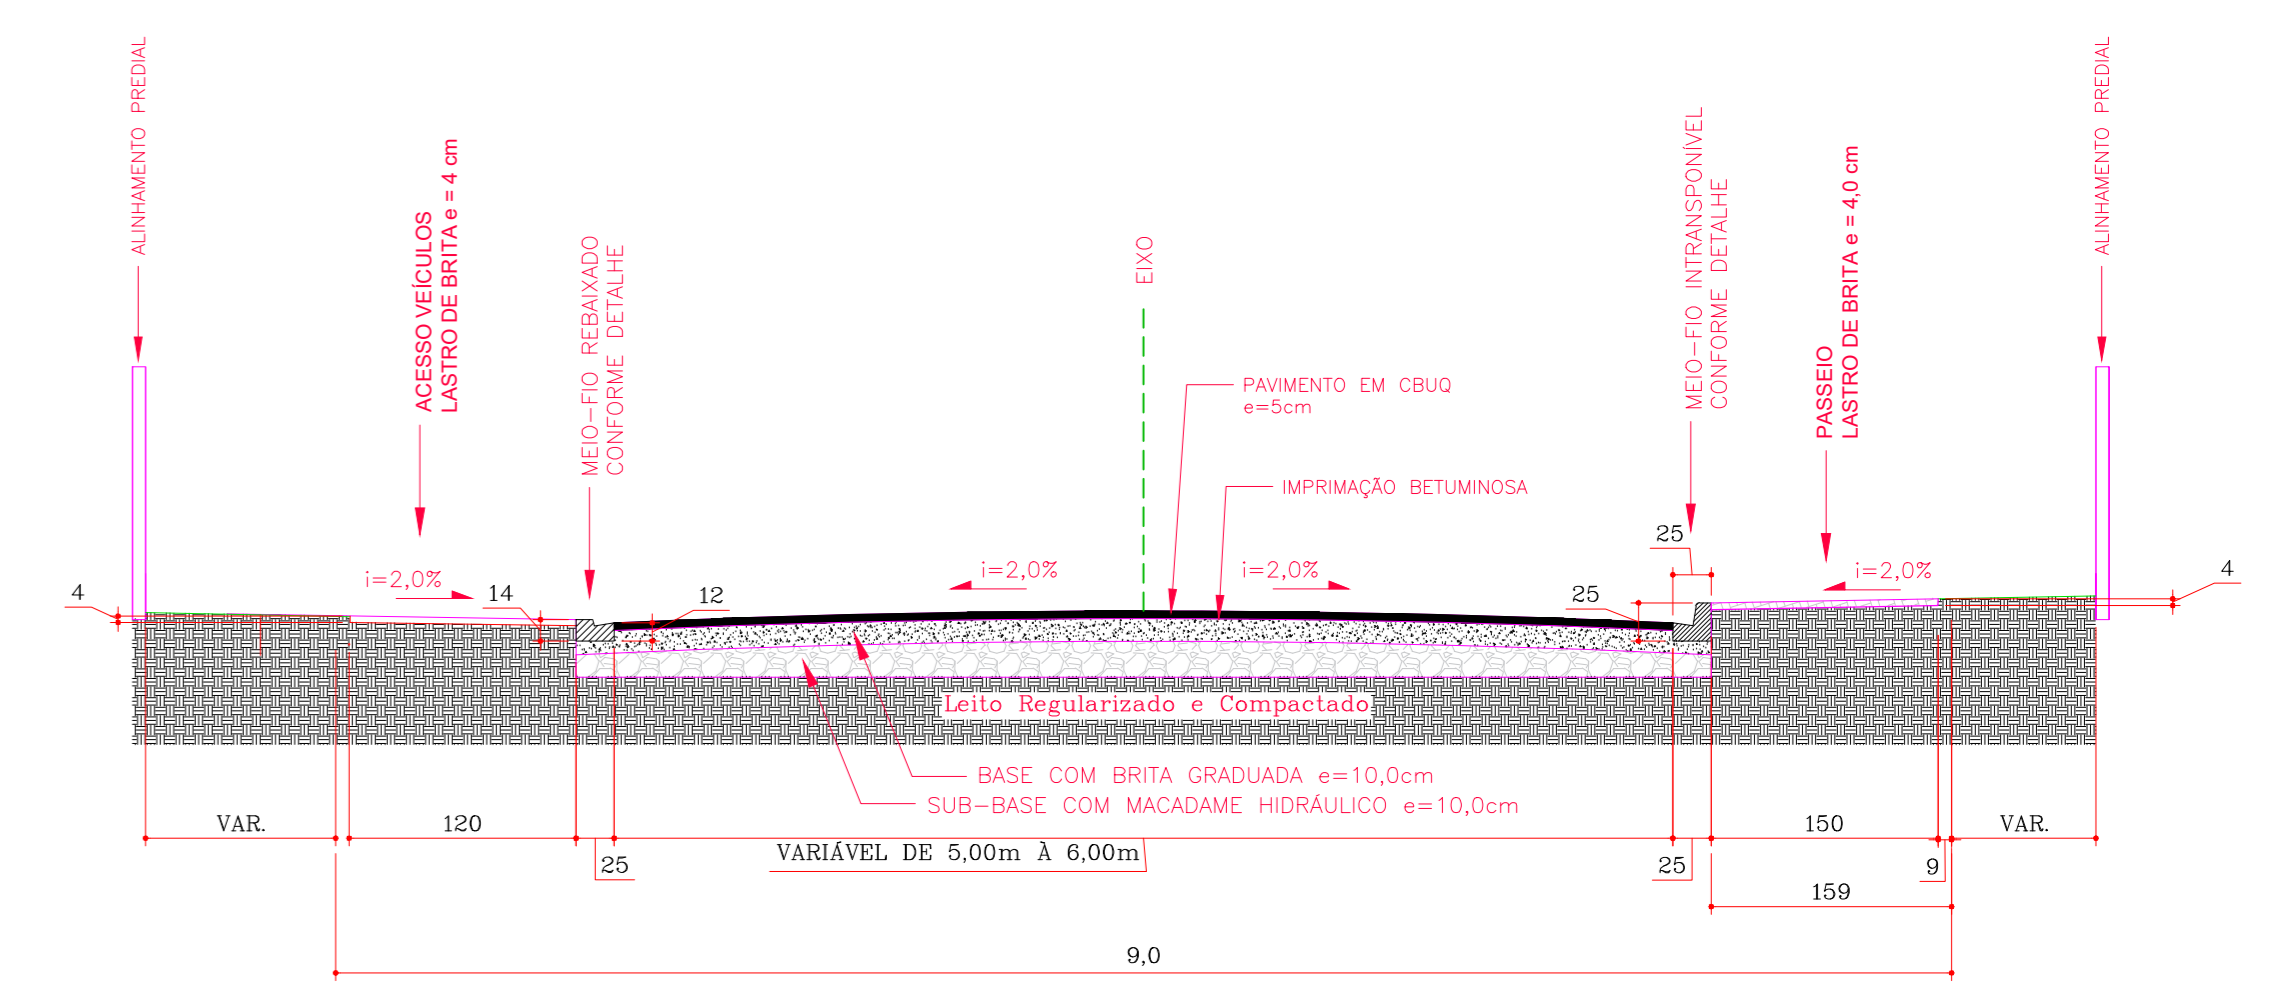 ALINHAMENTO PREDIAL
ACESSO VEÍCULOS
LASTRO DE BRITA e = 4 cm
MEIO-FIO REBAIXADO
CONFORME DETALHE
EIXO
PAVIMENTO EM CBUQ
e=5cm
IMPRIMAÇÃO BETUMINOSA
MEIO-FIO INTRANSPONÍVEL
CONFORME DETALHE
PASSEIO
LASTRO DE BRITA e = 4,0 cm
ALINHAMENTO PREDIAL
25
i=2,0%
i=2,0%
i=2,0%
i=2,0%
4
14
12
25
4
Leito Regularizado e Compactado
BASE COM BRITA GRADUADA e=10,0cm
SUB-BASE COM MACADAME HIDRÁULICO e=10,0cm
VAR.
120
150
VAR.
25
VARIÁVEL DE 5,00m À 6,00m
25
9
159
9,0